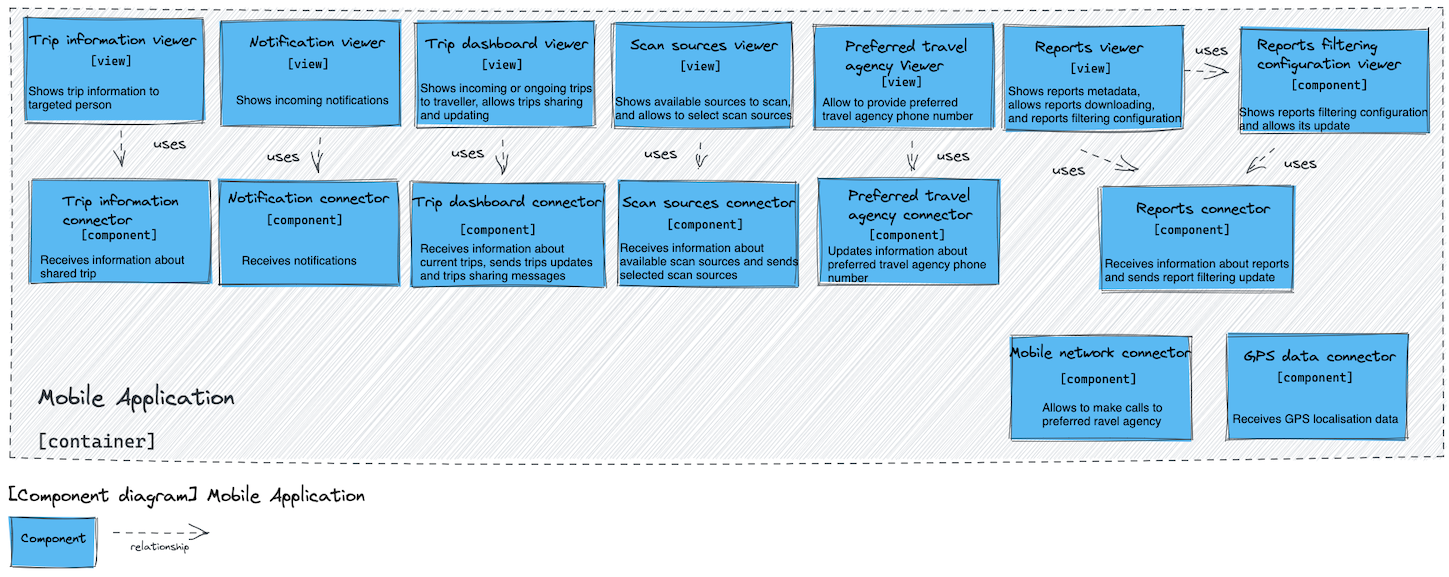 Trip information viewer
[view]
Shows trip information to
targeted person
Notification viewer
[view]
Shows incoming notifications
Trip dashboard viewer
[view]
Shows incoming or ongoing trips
to traveller, allows trips sharing
and updating
Scan sources viewer
[view]
Shows available sources to scan,
and allows to select scan sources
Preferred travel
agency Viewer
[view]
Allow to provide preferred
travel agency phone number
Reports viewer
[view]
Shows reports metadata,
allows reports downloading,
and reports filtering configuration
uses
Reports filtering
configuration viewer
[component]
Shows reports filtering configuration
and allows its update
uses
uses
uses
uses
uses
uses
uses
Trip information
connector
[component]
Receives information about
shared trip
Notification connector
[component]
Receives notifications
Trip dashboard connector
[component]
Receives information about
current trips, sends trips updates
and trips sharing messages
Scan sources connector
[component]
Receives information about
available scan sources and sends
selected scan sources
Preferred travel
agency connector
[component]
Updates information about
preferred travel agency phone
number
Reports connector
[component]
Receives information about reports
and sends report filtering update
Mobile network connector
[component]
Allows to make calls to
preferred ravel agency
GPS data connector
[component]
Receives GPS localisation data
Mobile Application
[container]
[Component diagram] Mobile Application
Component
relationship